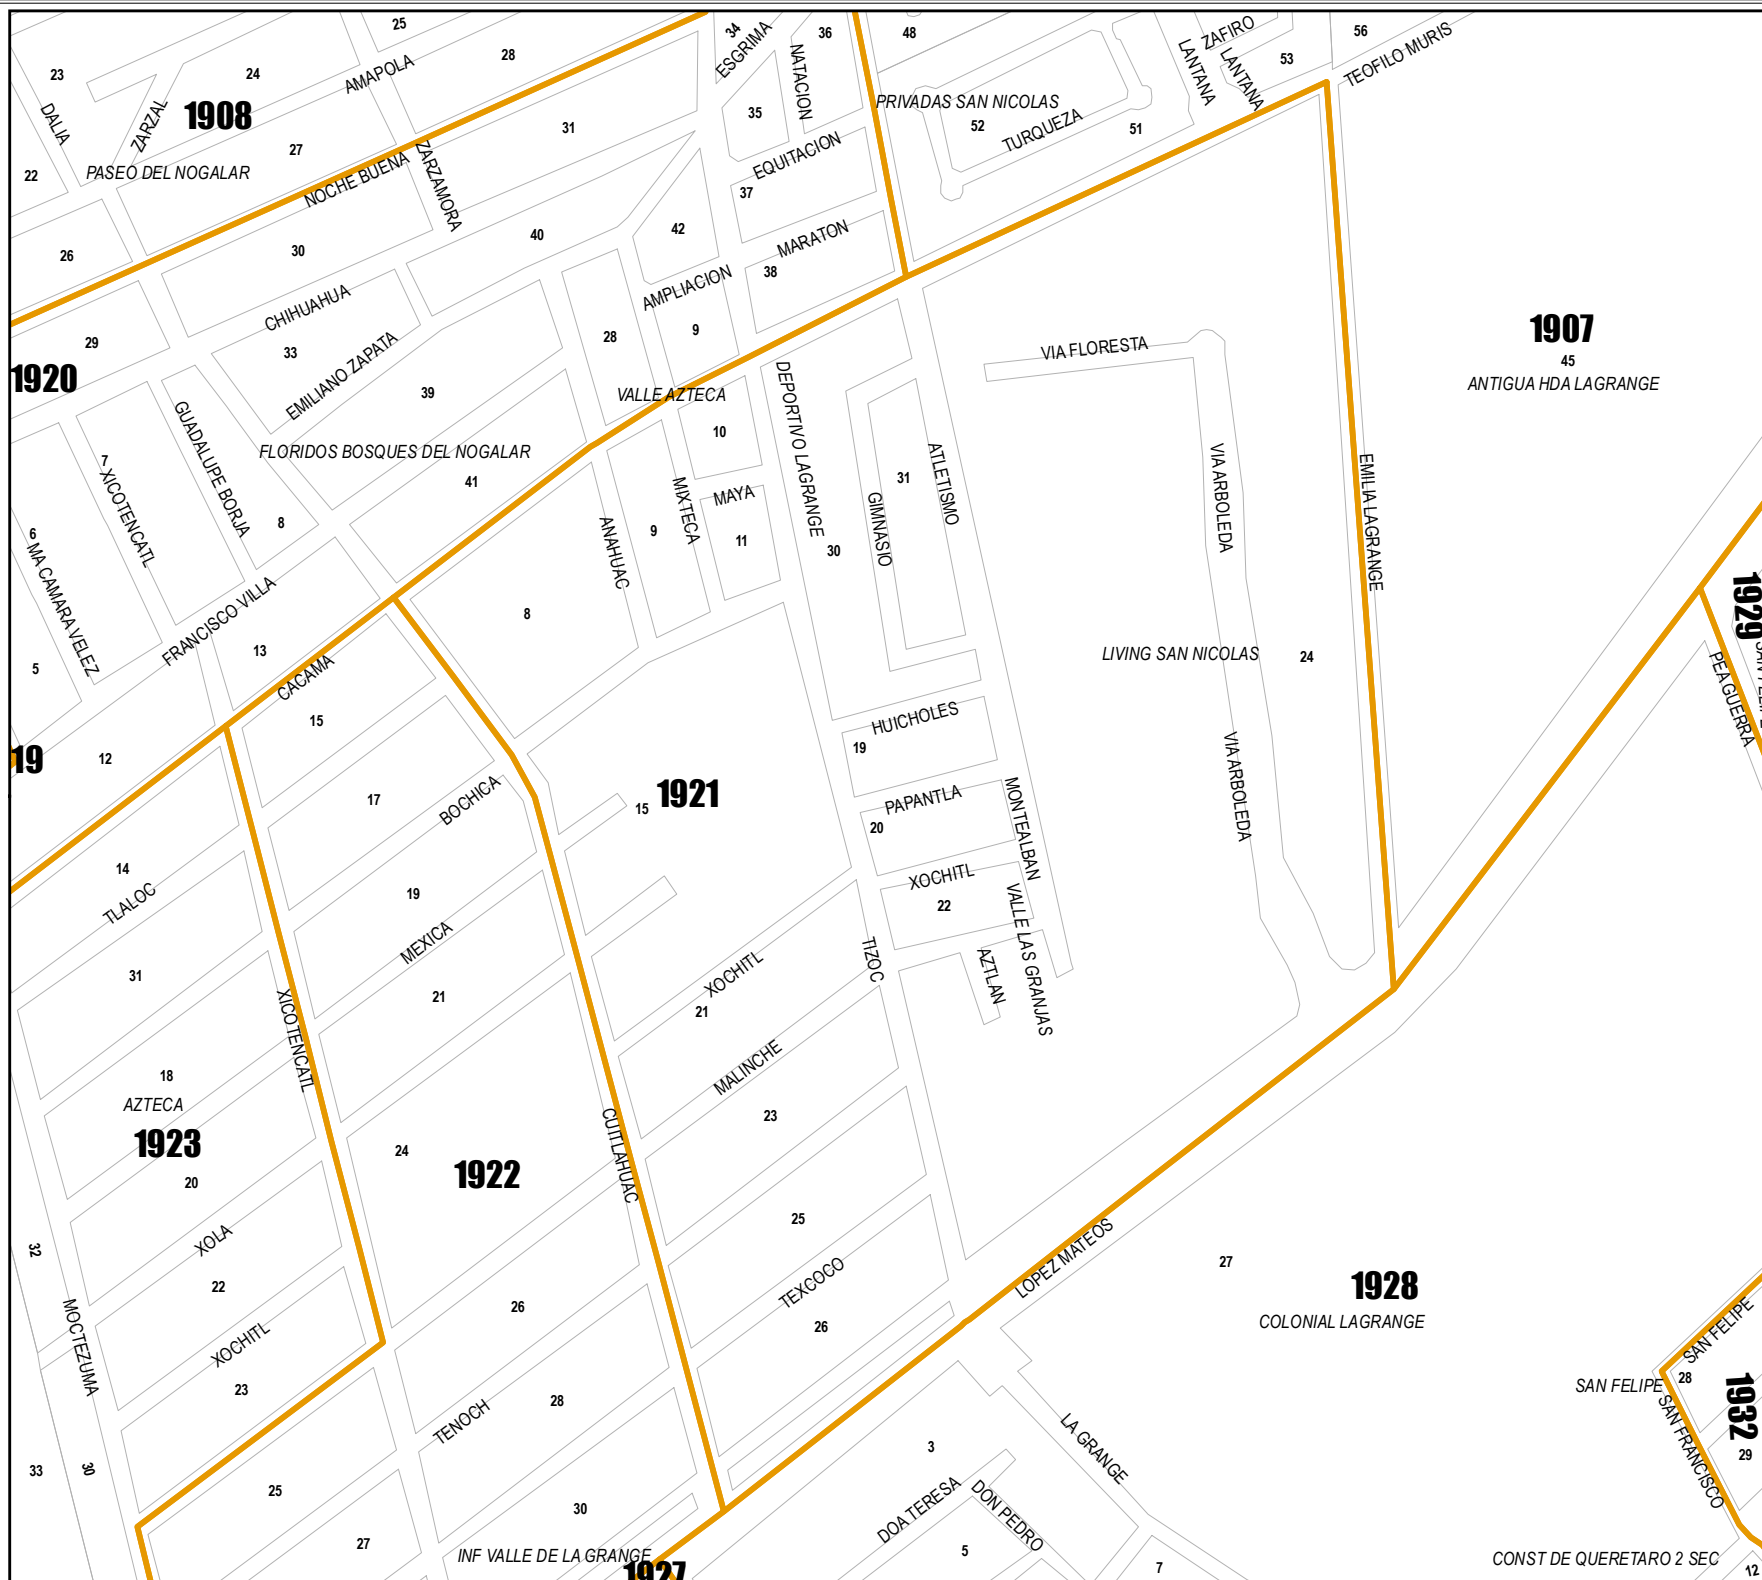 25
34
ESGRIMA
36
48
ZAFIRO
56
TEOFILO MURIS
23
24
AMAPOLA
28
NATACION
LANTANA
LANTANA
53
DALIA
ZARZAL
1908
27
31
35
PRIVADAS SAN NICOLAS
52
TURQUEZA
51
22
PASEO DEL NOGALAR
NOCHE BUENA
ZARZAMORA
EQUITACION
37
26
30
40
42
MARATON
38
AMPLIACION
CHIHUAHUA
29
33
EMILIANO ZAPATA
28
9
VIA FLORESTA
1907
45
ANTIGUA HDA LAGRANGE
1920
39
VALLE AZTECA
DEPORTIVO LAGRANGE
GUADALUPE BORJA
FLORIDOS BOSQUES DEL NOGALAR
10
ATLETISMO
VIA ARBOLEDA
EMILIA LAGRANGE
7
XICOTENCATL
41
MIXTECA
MAYA
31
GIMNASIO
6
MA CAMARA VELEZ
8
ANAHUAC
9
11
30
FRANCISCO VILLA
8
1929
5
13
CACAMA
LIVING SAN NICOLAS
24
PEA GUERRA
15
HUICHOLES
19
12
19
17
BOCHICA
15
1921
PAPANTLA
20
MONTEALBAN
VIA ARBOLEDA
14
TLALOC
19
MEXICA
XOCHITL
22
VALLE LAS GRANJAS
31
21
XOCHITL
21
TIZOC
AZTLAN
XICOTENCATL
18
AZTECA
1923
MALINCHE
23
CUITLAHUAC
20
24
1922
XOLA
32
25
LOPEZ MATEOS
27
1928
COLONIAL LAGRANGE
22
MOCTEZUMA
26
TEXCOCO
26
XOCHITL
23
SAN FELIPE
SAN FELIPE
28
1932
SAN FRANCISCO
29
TENOCH
28
3
LA GRANGE
33
30
25
30
DOA TERESA
DON PEDRO
27
INF VALLE DE LA GRANGE
1927
5
7
CONST DE QUERETARO 2 SEC
12